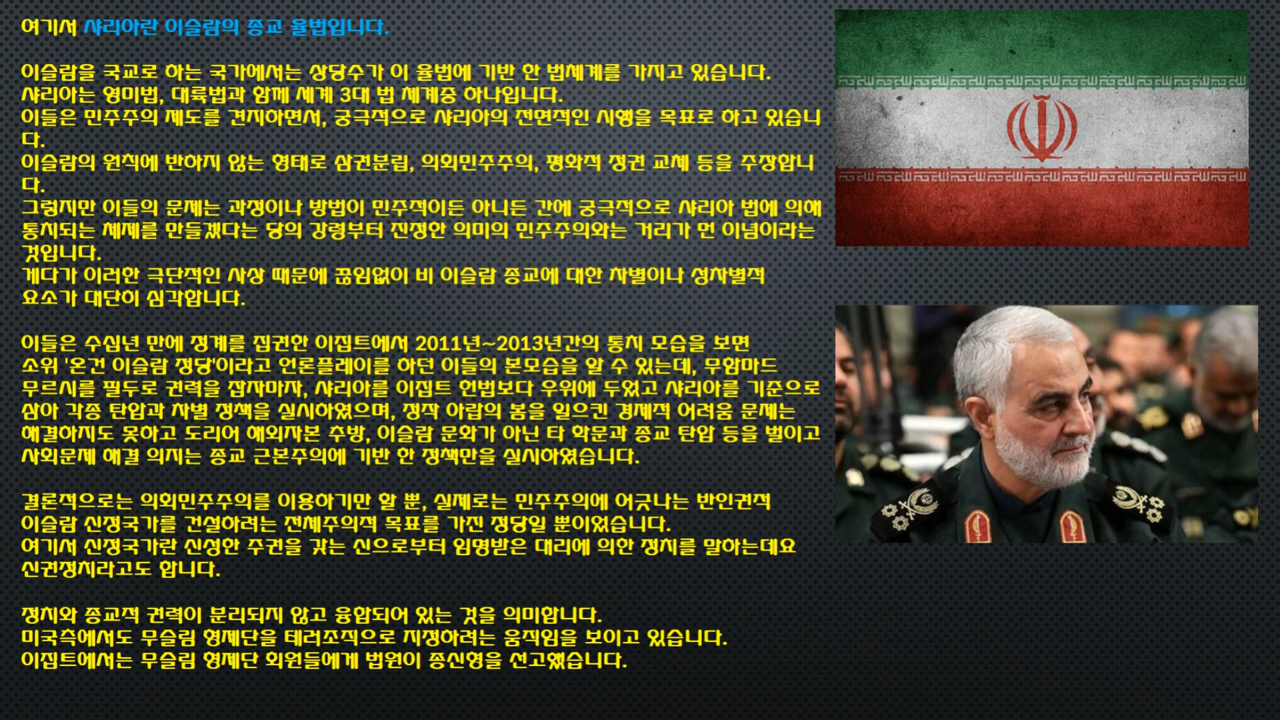 여기서 샤리아란 이슬람의 종교 율법입니다.
이슬람을 국교로 하는 국가에서는 상당수가 이 율법에 기반 한 법체계를 가지고 있습니다.
샤리아는 영미법, 대륙법과 함께 세계 3대 법 체계중 하나입니다.
이들은 민주주의 제도를 견지하면서, 궁극적으로 샤리아의 전면적인 시행을 목표로 하고 있습니
다.
이슬람의 원칙에 반하지 않는 형태로 삼권분립, 의회민주주의, 평화적 정권 교체 등을 주장합니
다.
그렇지만 이들의 문제는 과정이나 방법이 민주적이든 아니든 간에 궁극적으로 샤리아 법에 의해
통치되는 체제를 만들겠다는 당의 강령부터 진정한 의미의 민주주의와는 거리가 먼 이념이라는
것입니다.
게다가 이러한 극단적인 사상 때문에 끊임없이 비 이슬람 종교에 대한 차별이나 성차별적
요소가 대단히 심각합니다.
이들은 수십년 만에 정계를 집권한 이집트에서 2011년~2013년간의 통치 모습을 보면
소위 '온건 이슬람 정당'이라고 언론플레이를 하던 이들의 본모습을 알 수 있는데, 무함마드
무르시를 필두로 권력을 잡자마자, 샤리아를 이집트 헌법보다 우위에 두었고 샤리아를 기준으로
삼아 각종 탄압과 차별 정책을 실시하였으며, 정작 아랍의 봄을 일으킨 경제적 어려움 문제는
해결하지도 못하고 도리어 해외자본 추방, 이슬람 문화가 아닌 타 학문과 종교 탄압 등을 벌이고
사회문제 해결 의지는 종교 근본주의에 기반 한 정책만을 실시하였습니다.
결론적으로는 의회민주주의를 이용하기만 할 뿐, 실제로는 민주주의에 어긋나는 반인권적
이슬람 신정국가를 건설하려는 전체주의적 목표를 가진 정당일 뿐이었습니다.
여기서 신정국가란 신성한 주권을 갖는 신으로부터 임명받은 대리에 의한 정치를 말하는데요
신권정치라고도 합니다.
정치와 종교적 권력이 분리되지 않고 융합되어 있는 것을 의미합니다.
미국측에서도 무슬림 형제단을 테러조직으로 지정하려는 움직임을 보이고 있습니다.
이집트에서는 무슬림 형제단 회원들에게 법원이 종신형을 선고했습니다.